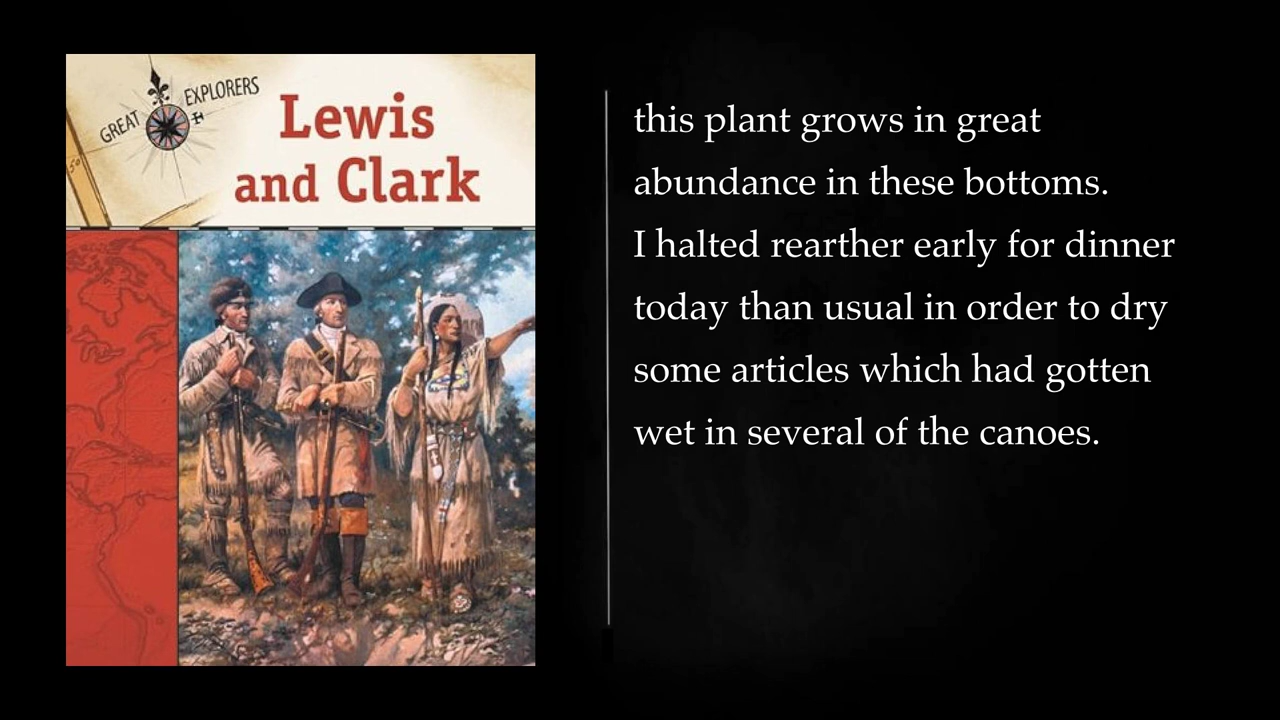 GREAT EXPLORERS
Lewis
and Clark
50
this plant grows in great
abundance in these bottoms.
I halted rearther early for dinner
today than usual in order to dry
some articles which had gotten
wet in several of the canoes.